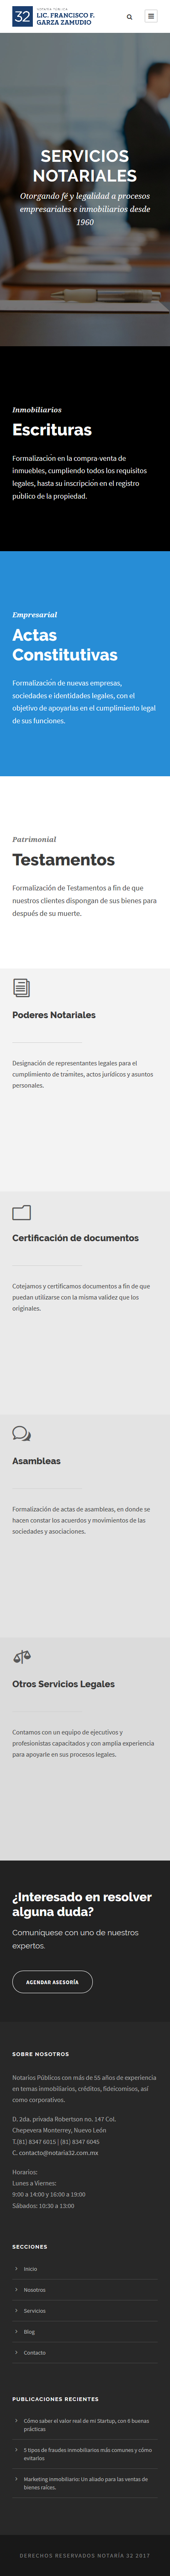 32
NOTARÍA PÚBLICA
LIC. FRANCISCO F.
GARZA ZAMUDIO
SERVICIOS
NOTARIALES
Otorgando fé y legalidad a procesos
empresariales e inmobiliarios desde
1960
Inmobiliarios
Escrituras
Formalización en la compra-venta de
inmuebles, cumpliendo todos los requisitos
legales, hasta su inscripción en el registro
público de la propiedad.
Empresarial
Actas
Constitutivas
Formalización de nuevas empresas,
sociedades e identidades legales, con el
objetivo de apoyarlas en el cumplimiento legal
de sus funciones.
Patrimonial
Testamentos
Formalización de Testamentos a fin de que
nuestros clientes dispongan de sus bienes para
después de su muerte.
Poderes Notariales
Designación de representantes legales para el
cumplimiento de trámites, actos jurídicos y asuntos
personales.
Certificación de documentos
Cotejamos y certificamos documentos a fin de que
puedan utilizarse con la misma validez que los
originales.
Asambleas
Formalización de actas de asambleas, en donde se
hacen constar los acuerdos y movimientos de las
sociedades y asociaciones.
Otros Servicios Legales
Contamos con un equipo de ejecutivos y
profesionistas capacitados y con amplia experiencia
para apoyarle en sus procesos legales.
¿Interesado en resolver
alguna duda?
Comuníquese con uno de nuestros
expertos.
AGENDAR ASESORÍA
SOBRE NOSOTROS
Notarios Públicos con más de 55 años de experiencia
en temas inmobiliarios, créditos, fideicomisos, así
como corporativos.
D. 2da. privada Robertson no. 147 Col.
Chepevera Monterrey, Nuevo León
T.(81) 8347 6015 | (81) 8347 6045
C. contacto@notaria32.com.mx
Horarios:
Lunes a Viernes:
9:00 a 14:00 y 16:00 a 19:00
Sábados: 10:30 a 13:00
SECCIONES
Inicio
Nosotros
Servicios
Blog
Contacto
PUBLICACIONES RECIENTES
Cómo saber el valor real de mi Startup, con 6 buenas
prácticas
5 tipos de fraudes inmobiliarios más comunes y cómo
evitarlos
Marketing Inmobiliario: Un aliado para las ventas de
bienes raíces.
DERECHOS RESERVADOS NOTARÍA 32 2017